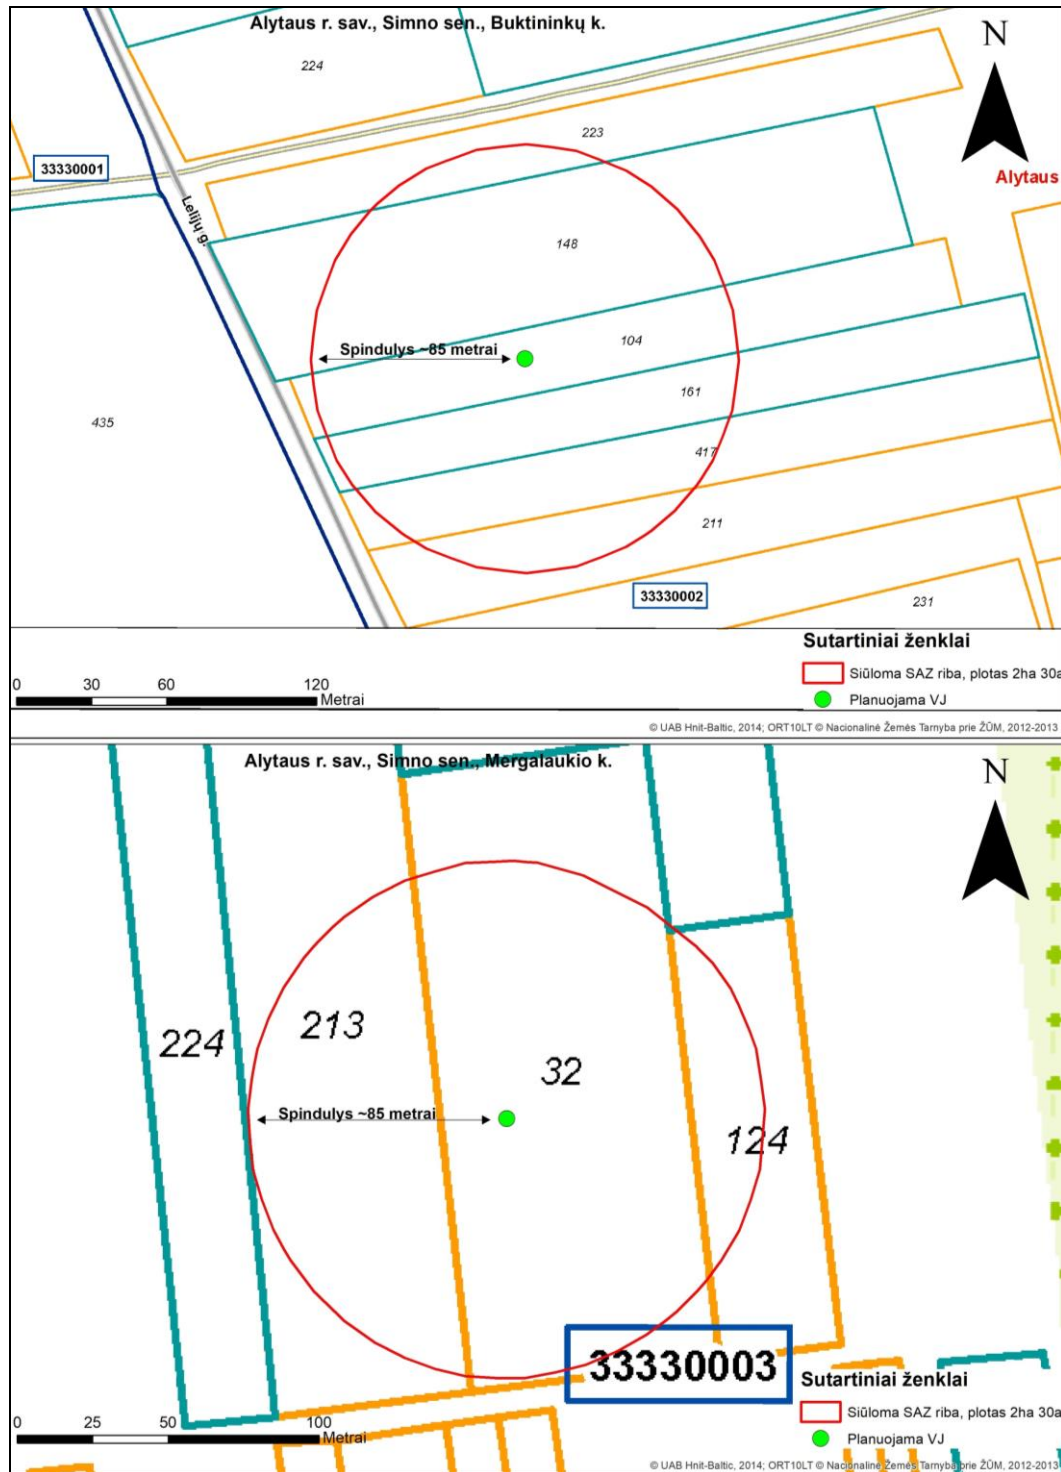 Alytaus r. sav., Simno sen., Buktininkų k.
N
224
223
33330001
Alytaus
Lelijų g.
148
104
Spindulys ~85 metrai
161
435
417
211
33330002
231
Sutartiniai ženklai
Siūloma SAZ riba, plotas 2ha 30a
Planuojama VJ
0 30 60 120
Metrai
© UAB Hnit-Baltic, 2014; ORT10LT © Nacionalinė Žemės Tarnyba prie ŽŪM, 2012-2013
Alytaus r. sav., Simno sen., Mergalaukio k.
N
213
224
32
Spindulys ~85 metrai
124
33330003
Sutartiniai ženklai
Siūloma SAZ riba, plotas 2ha 30a
Planuojama VJ
0 25 50 100
Metrai
© UAB Hnit-Baltic, 2014; ORT10LT © Nacionalinė Žemės Tarnyba prie ŽŪM, 2012-2013